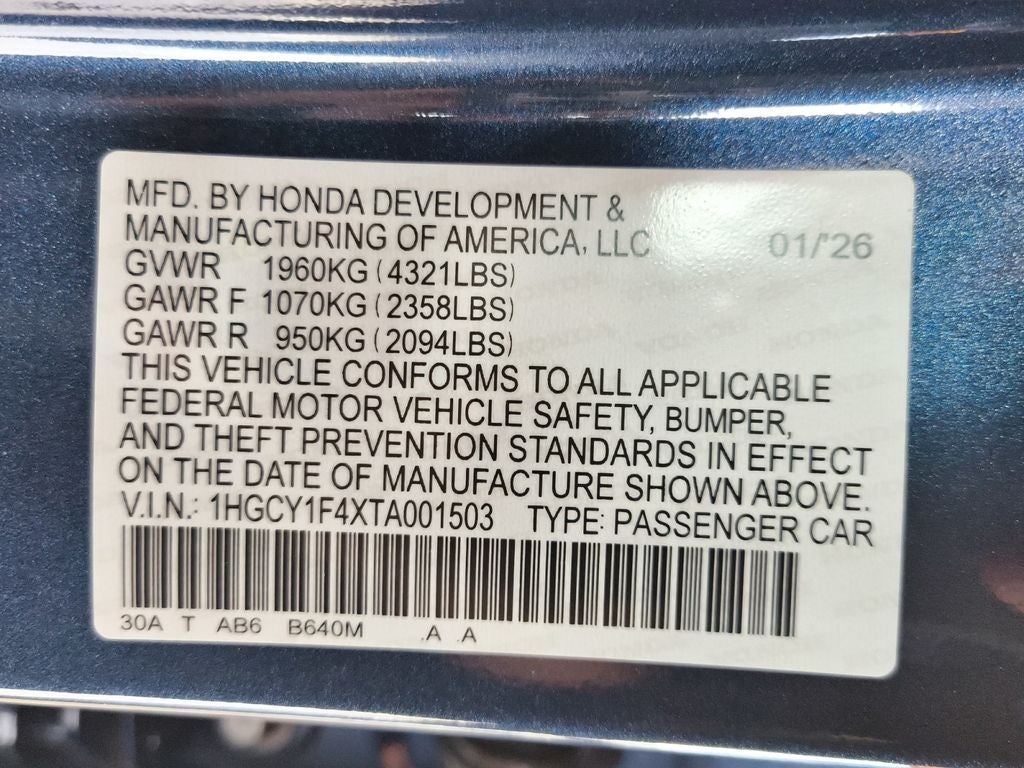 MFD. BY HONDA DEVELOPMENT &
MANUFACTURING OF AMERICA, LLC 01/'26
GVWR 1960KG (4321LBS)
GAWR F 1070KG (2358LBS)
GAWR R 950KG (2094LBS)
THIS VEHICLE CONFORMS TO ALL APPLICABLE
FEDERAL MOTOR VEHICLE SAFETY, BUMPER,
AND THEFT PREVENTION STANDARDS IN EFFECT
ON THE DATE OF MANUFACTURE SHOWN ABOVE.
V.I.N.: 1HGCY1F4XTA001503 TYPE: PASSENGER CAR
30A T AB6 B640M .A .A